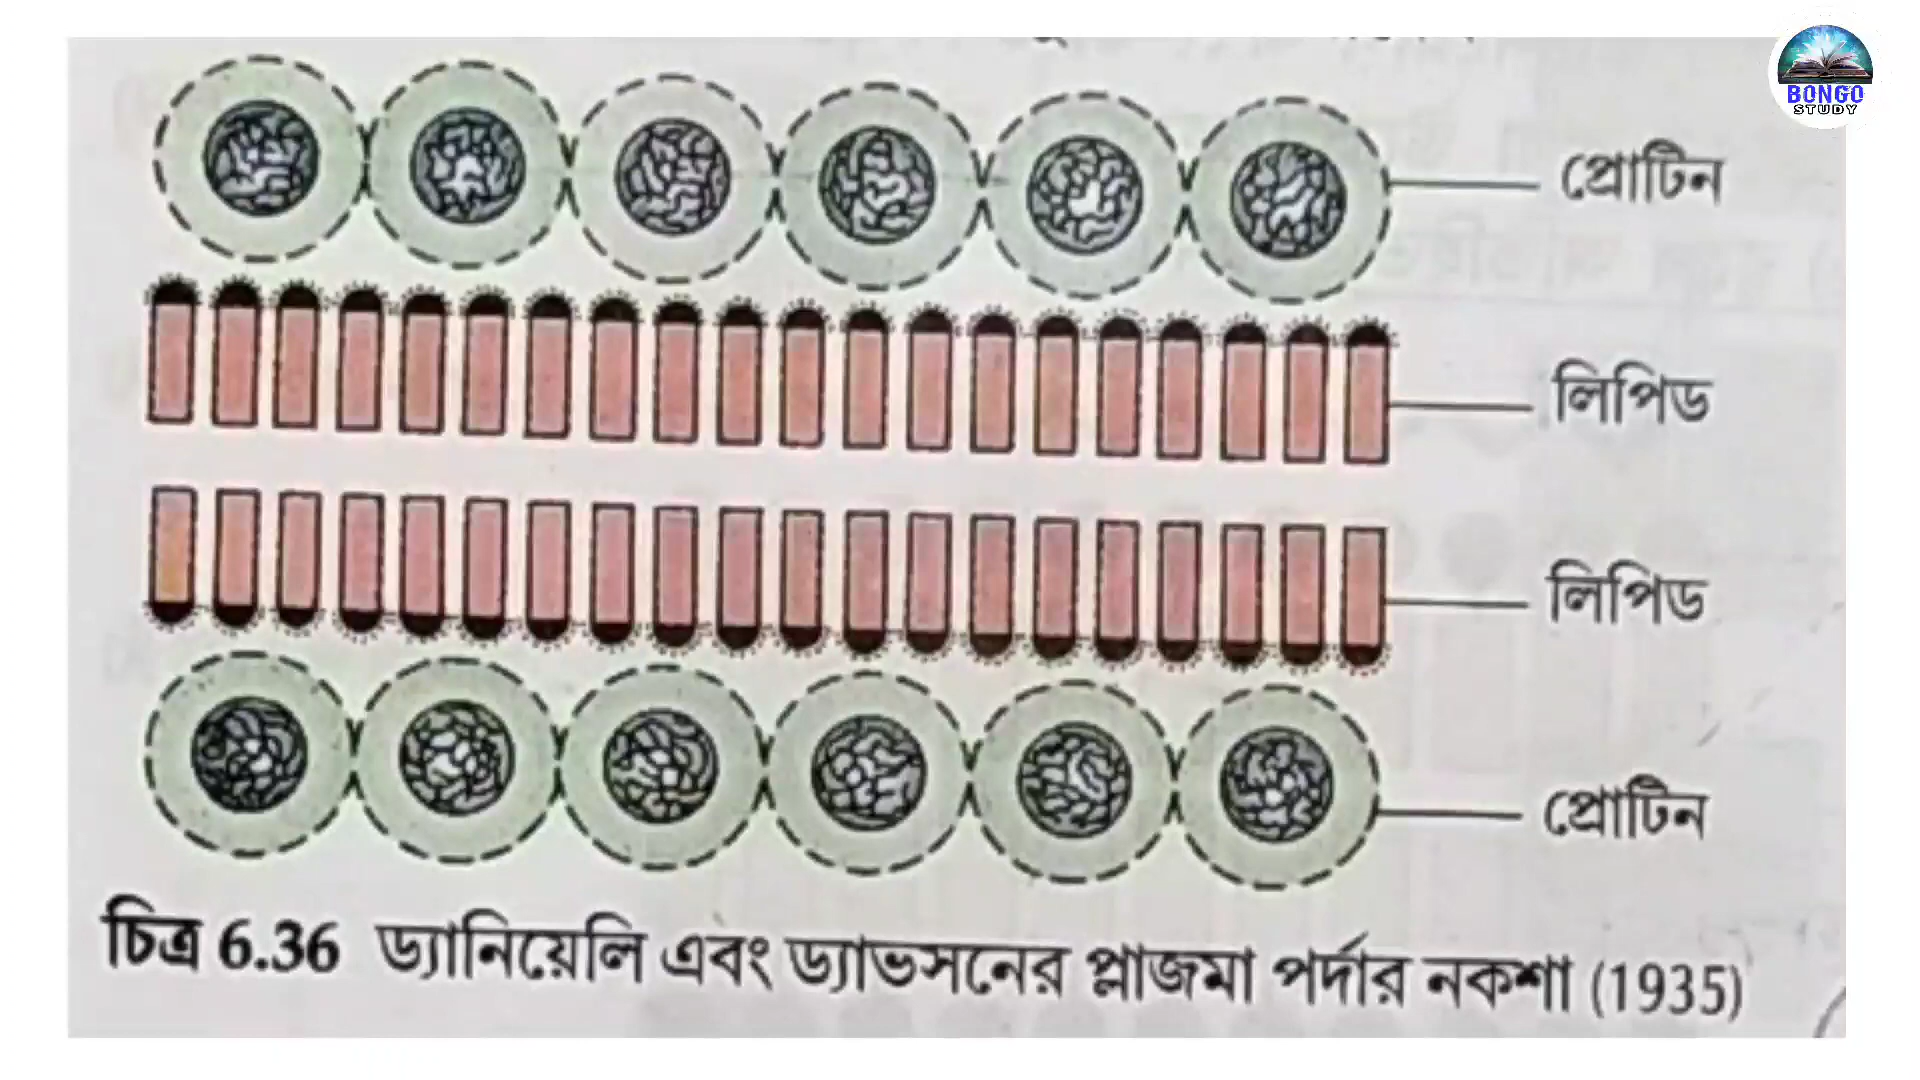 BONGO
STUDY
প্রোটিন
লিপিড
লিপিড
প্রোটিন
চিত্র 6.36 ড্যানিয়েলি এবং ড্যাভসনের প্লাজমা পর্দার নকশা (1935)